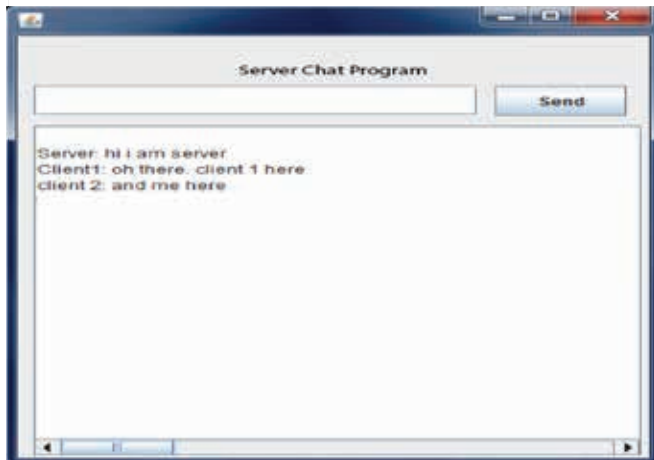 Server Chat Program
Send
Server: hi i am server
Client1: oh there. client 1 here
client 2: and me here